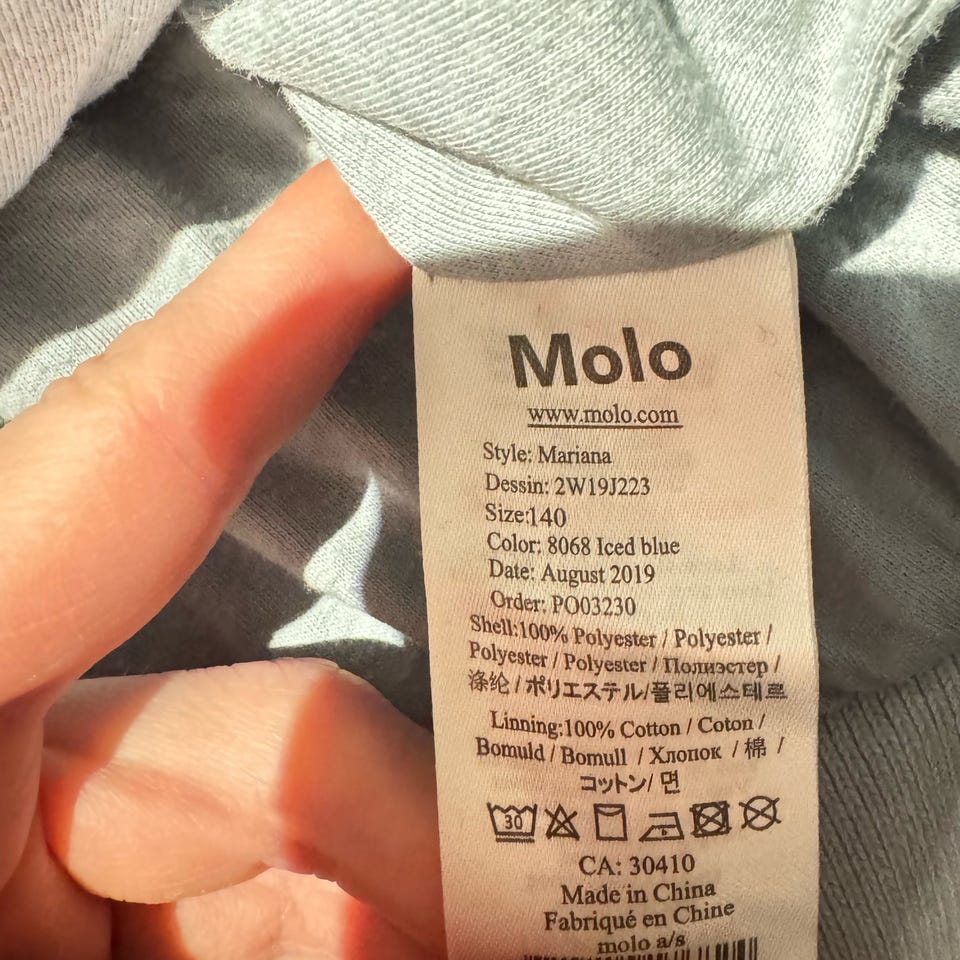 Molo
www.molo.com
Style: Mariana
Dessin: 2W19J223
Size:140
Color: 8068 Iced blue
Date: August 2019
Order: PO03230
Shell:100% Polyester / Polyester /
Polyester / Polyester / Полиэстер /
涤纶 / ポリエステル/폴리에스테르
Linning:100% Cotton / Coton /
Bomuld / Bomull / Хлопок / 棉 /
コットン/ 면
30
CA: 30410
Made in China
Fabriqué en Chine
molo a/s